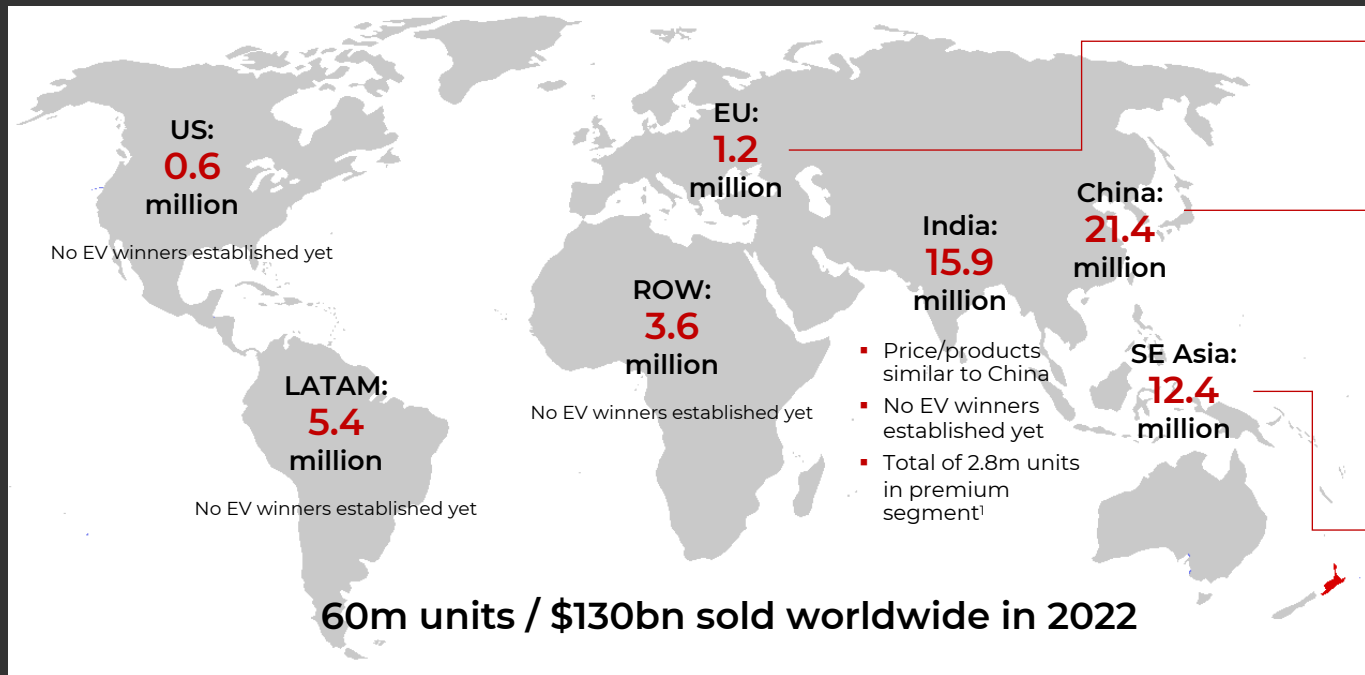 US:
0.6
million
No EV winners established yet
EU:
1.2
million
China:
21.4
million
India:
15.9
million
▪ Price/products
similar to China
▪ No EV winners
established yet
▪ Total of 2.8m units
in premium
segment¹
ROW:
3.6
million
No EV winners established yet
SE Asia:
12.4
million
LATAM:
5.4
million
No EV winners established yet
60m units / $130bn sold worldwide in 2022